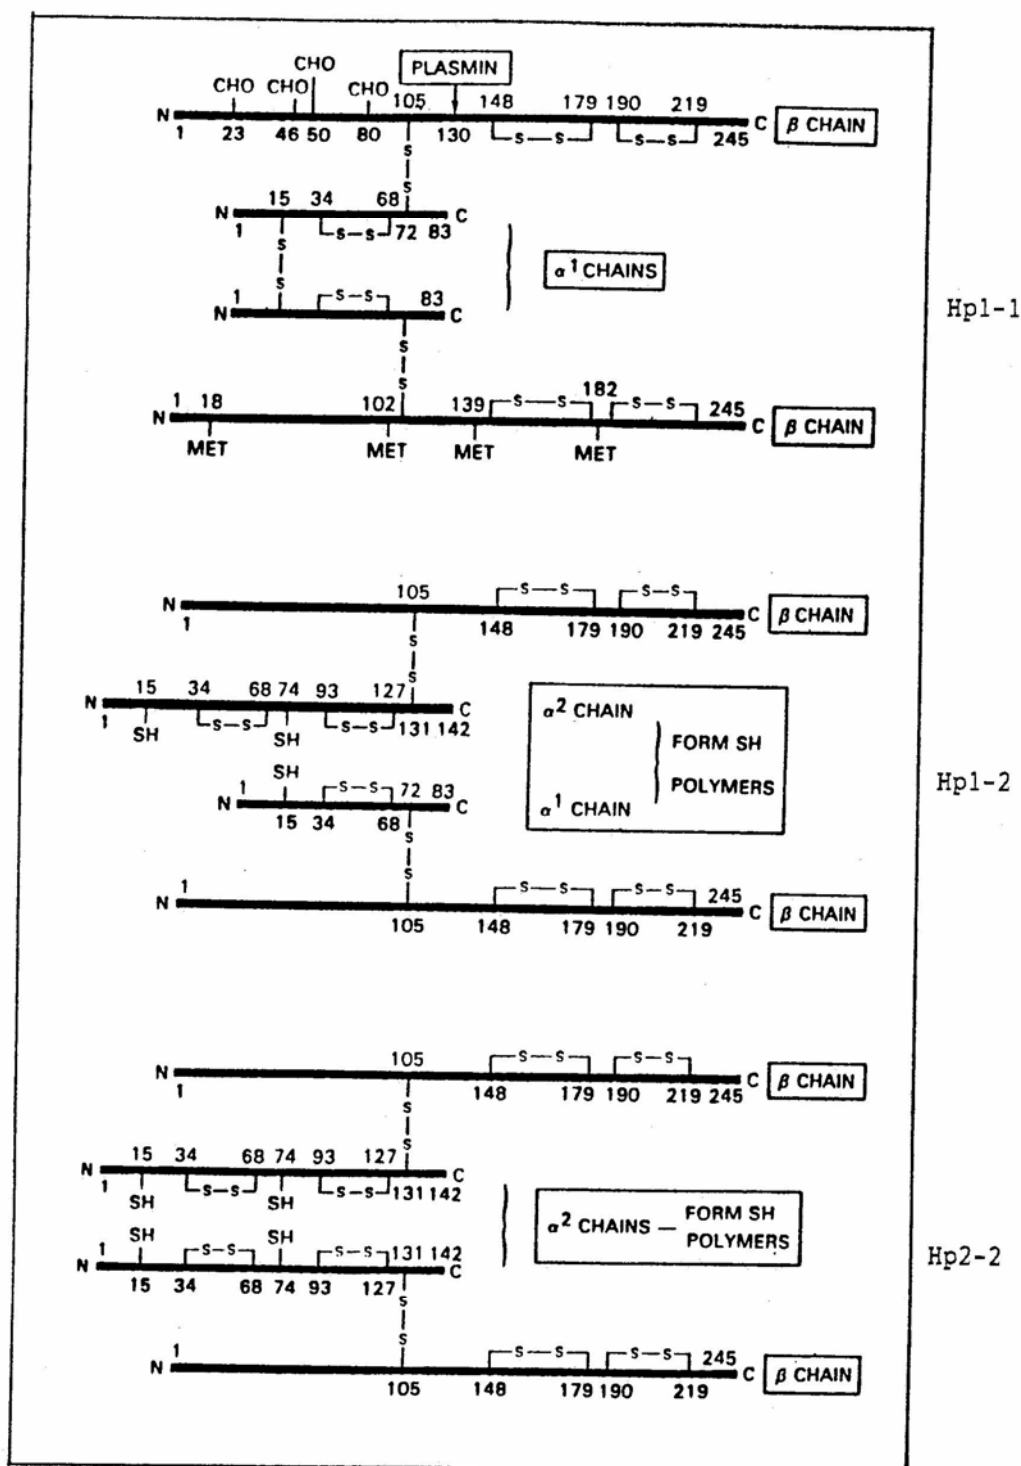 CHO
CHO CHO CHO PLASMIN
105 148 179 190 219
N C β CHAIN
1 23 46 50 80 130 245
S S S S
S
S
15 34 68
N C
1 S S 72 83
S
S
α1 CHAINS
1 S S 83
N C
Hp1-1
S
S
1 18 102 139 S S 182 S S 245
N C β CHAIN
MET MET MET MET
105 S S S S
N C β CHAIN
1 148 179 190 219 245
S
S
15 34 68 74 93 127
N C
1 SH S S SH S S 131 142
α2 CHAIN
FORM SH
POLYMERS
α1 CHAIN
Hp1-2
SH
1 S S 72 83
N C
15 34 68
S
S
1 S S S S 245
N C β CHAIN
105 148 179 190 219
105 S S S S
N C β CHAIN
1 148 179 190 219 245
S
S
15 34 68 74 93 127
N C
1 SH S S SH S S 131 142
α2 CHAINS — FORM SH
POLYMERS
Hp2-2
1 SH S S SH S S 131 142
N C
15 34 68 74 93 127
S
S
1 S S S S 245
N C β CHAIN
105 148 179 190 219